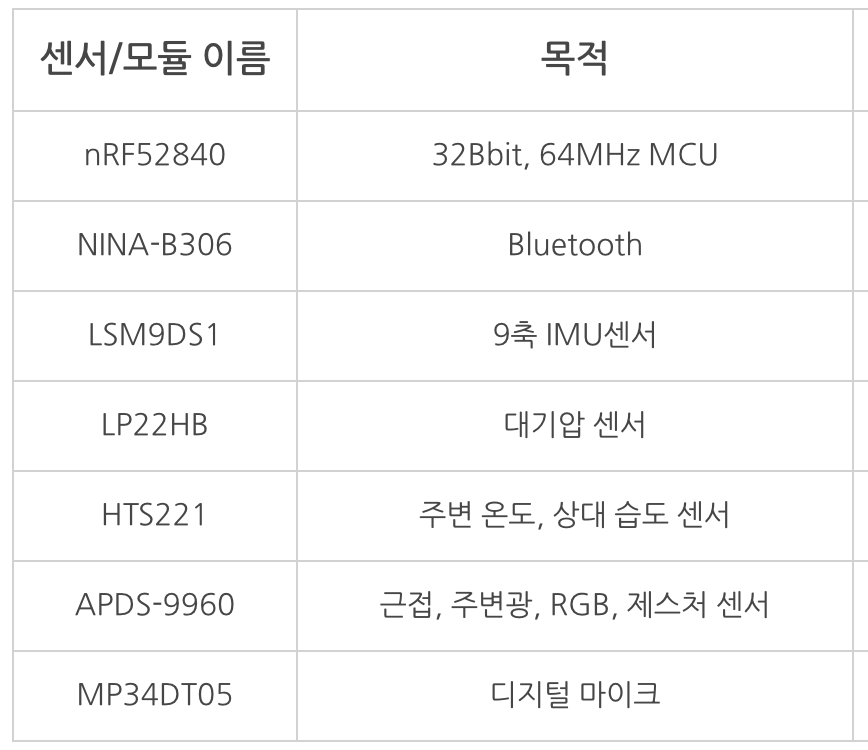 센서/모듈 이름 목적
nRF52840 32Bbit, 64MHz MCU
NINA-B306 Bluetooth
LSM9DS1 9축 IMU센서
LP22HB 대기압 센서
HTS221 주변 온도, 상대 습도 센서
APDS-9960 근접, 주변광, RGB, 제스처 센서
MP34DT05 디지털 마이크